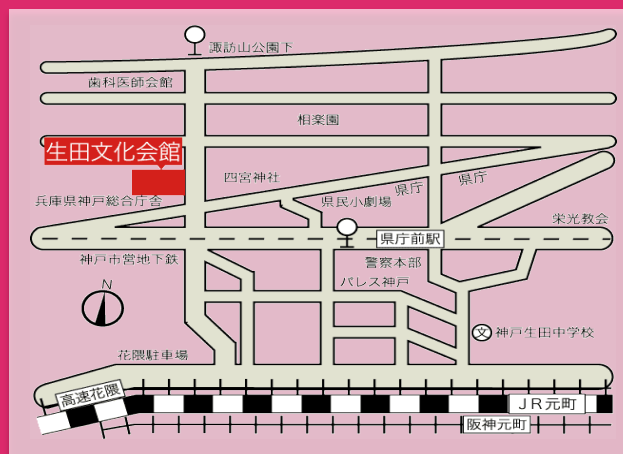 諏訪山公園下
歯科医師会館
相楽園
生田文化会館
四宮神社
県庁
県庁
兵庫県神戸総合庁舎
県民小劇場
栄光教会
県庁前駅
神戸市営地下鉄
警察本部
パレス神戸
N
文
神戸生田中学校
花隈駐車場
高速花隈
JR元町
阪神元町